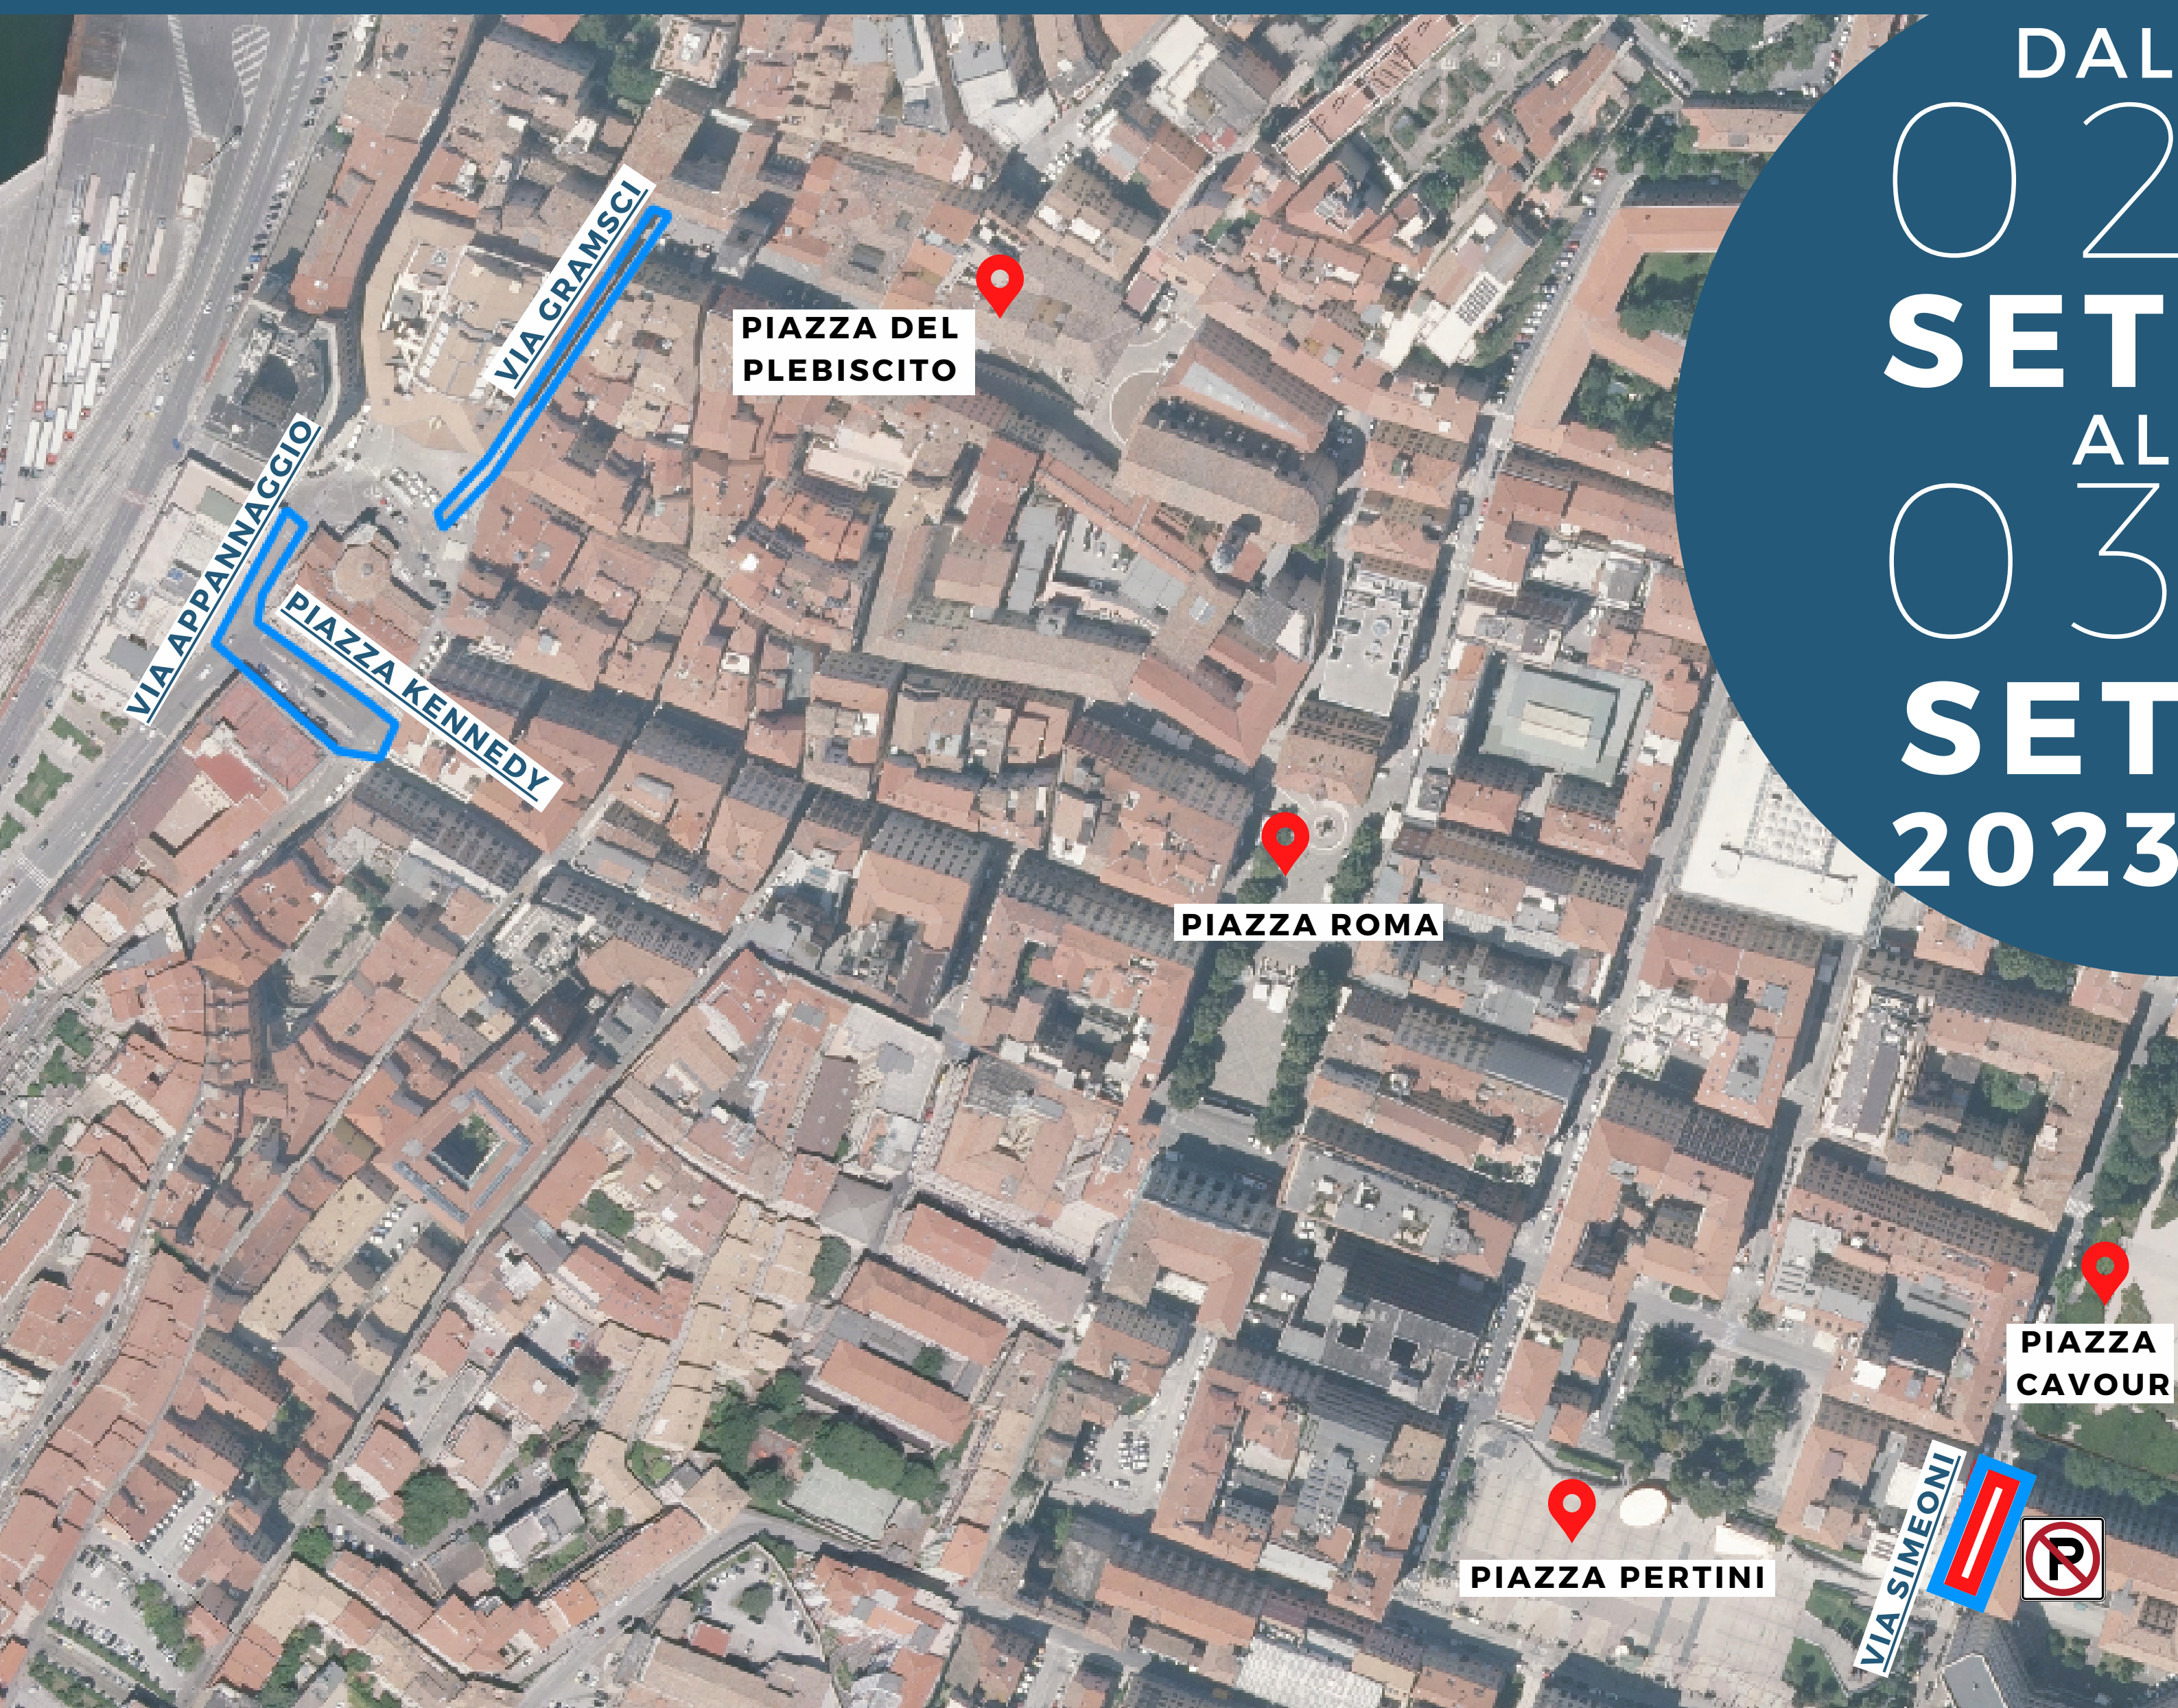 DAL
02
SET
AL
03
SET
2023
VIA GRAMSCI
PIAZZA DEL
PLEBISCITO
VIA APPANNAGGIO
PIAZZA KENNEDY
PIAZZA ROMA
PIAZZA
CAVOUR
PIAZZA PERTINI
VIA SIMEONI
P